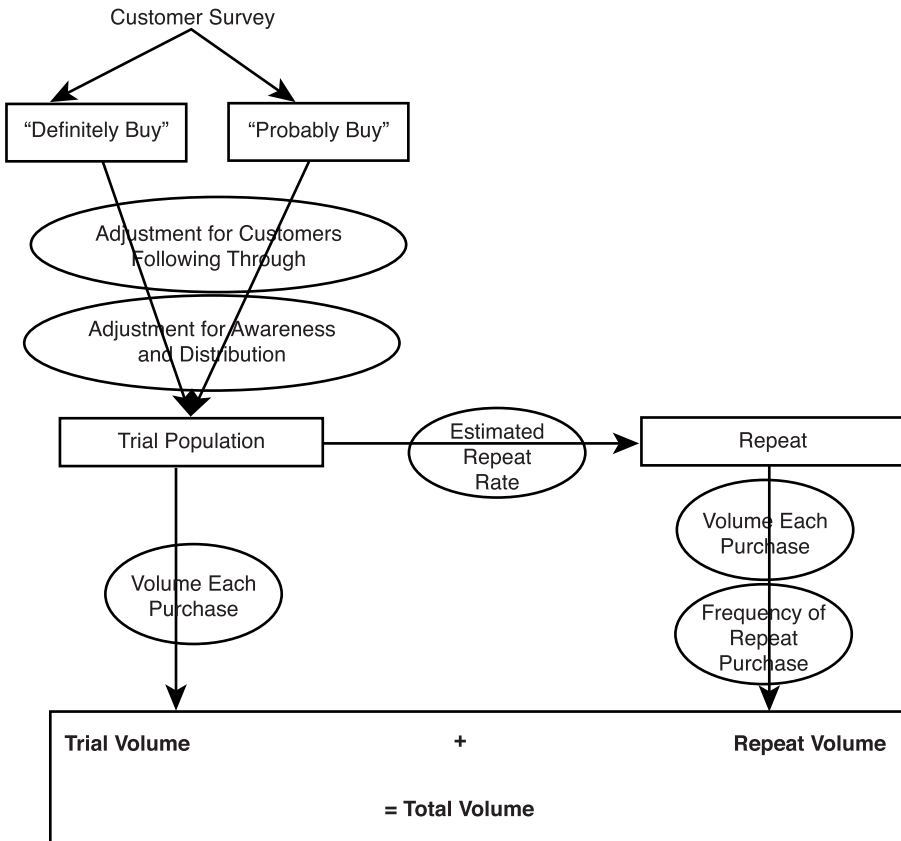 Customer Survey
“Definitely Buy”
“Probably Buy”
Adjustment for Customers
Following Through
Adjustment for Awareness
and Distribution
Trial Population
Estimated
Repeat
Rate
Repeat
Volume Each
Purchase
Volume Each
Purchase
Frequency of
Repeat
Purchase
Trial Volume
+
Repeat Volume
= Total Volume